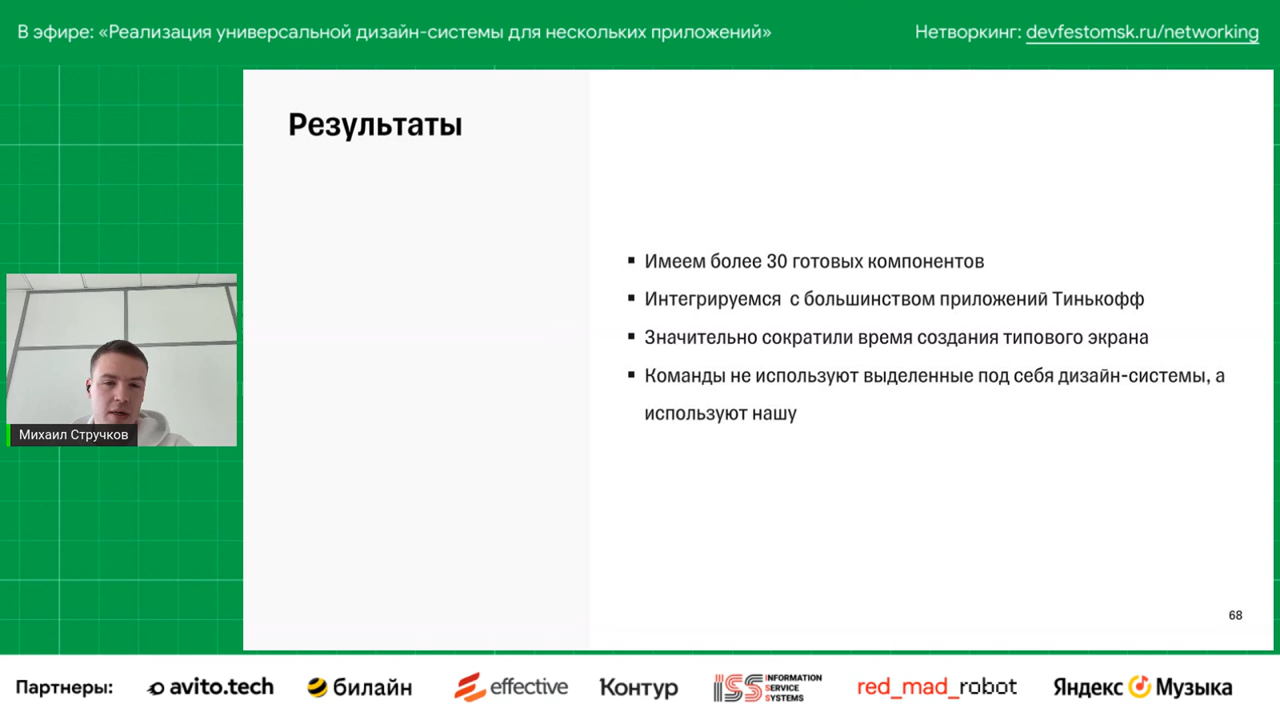 В эфире: «Реализация универсальной дизайн-системы для нескольких приложений»
Нетворкинг: devfestomsk.ru/networking
Результаты
▪ Имеем более 30 готовых компонентов
▪ Интегрируемся с большинством приложений Тинькофф
▪ Значительно сократили время создания типового экрана
▪ Команды не используют выделенные под себя дизайн-системы, а
используют нашу
Михаил Стручков
68
Партнеры:
avito.tech
билайн
effective
Контур
ISS INFORMATION
SERVICE
SYSTEMS
red_mad_robot
Яндекс Музыка